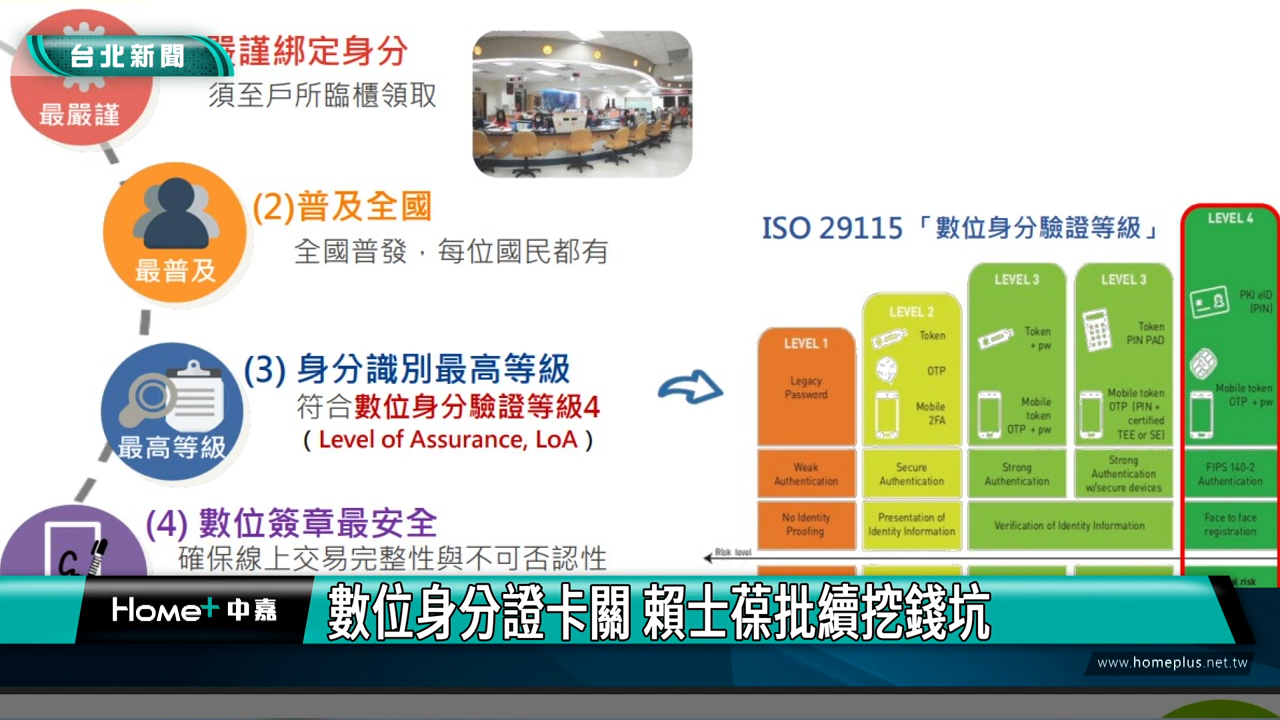 台北新聞
嚴謹綁定身分
須至戶所臨櫃領取
最嚴謹
(2)普及全國
全國普發，每位國民都有
最普及
(3) 身分識別最高等級
符合數位身分驗證等級4
( Level of Assurance, LoA )
最高等級
(4) 數位簽章最安全
確保線上交易完整性與不可否認性
ISO 29115「數位身分驗證等級」
LEVEL 1
Legacy
Password
Weak
Authentication
No Identity
Proofing
LEVEL 2
Token
OTP
Mobile
2FA
Secure
Authentication
Presentation of
Identity Information
LEVEL 3
Token
+ pw
Mobile
token
OTP + pw
Strong
Authentication
LEVEL 3
Token
PIN PAD
Mobile token
OTP (PIN +
certified
TEE or SE)
Strong
Authentication
w/secure devices
Verification of Identity Information
LEVEL 4
PKI eID
(PIN)
Mobile token
OTP + pw
FIPS 140-2
Authentication
Face to face
registration
Risk level
risk
Home+中嘉
數位身分證卡關 賴士葆批續挖錢坑
www.homeplus.net.tw